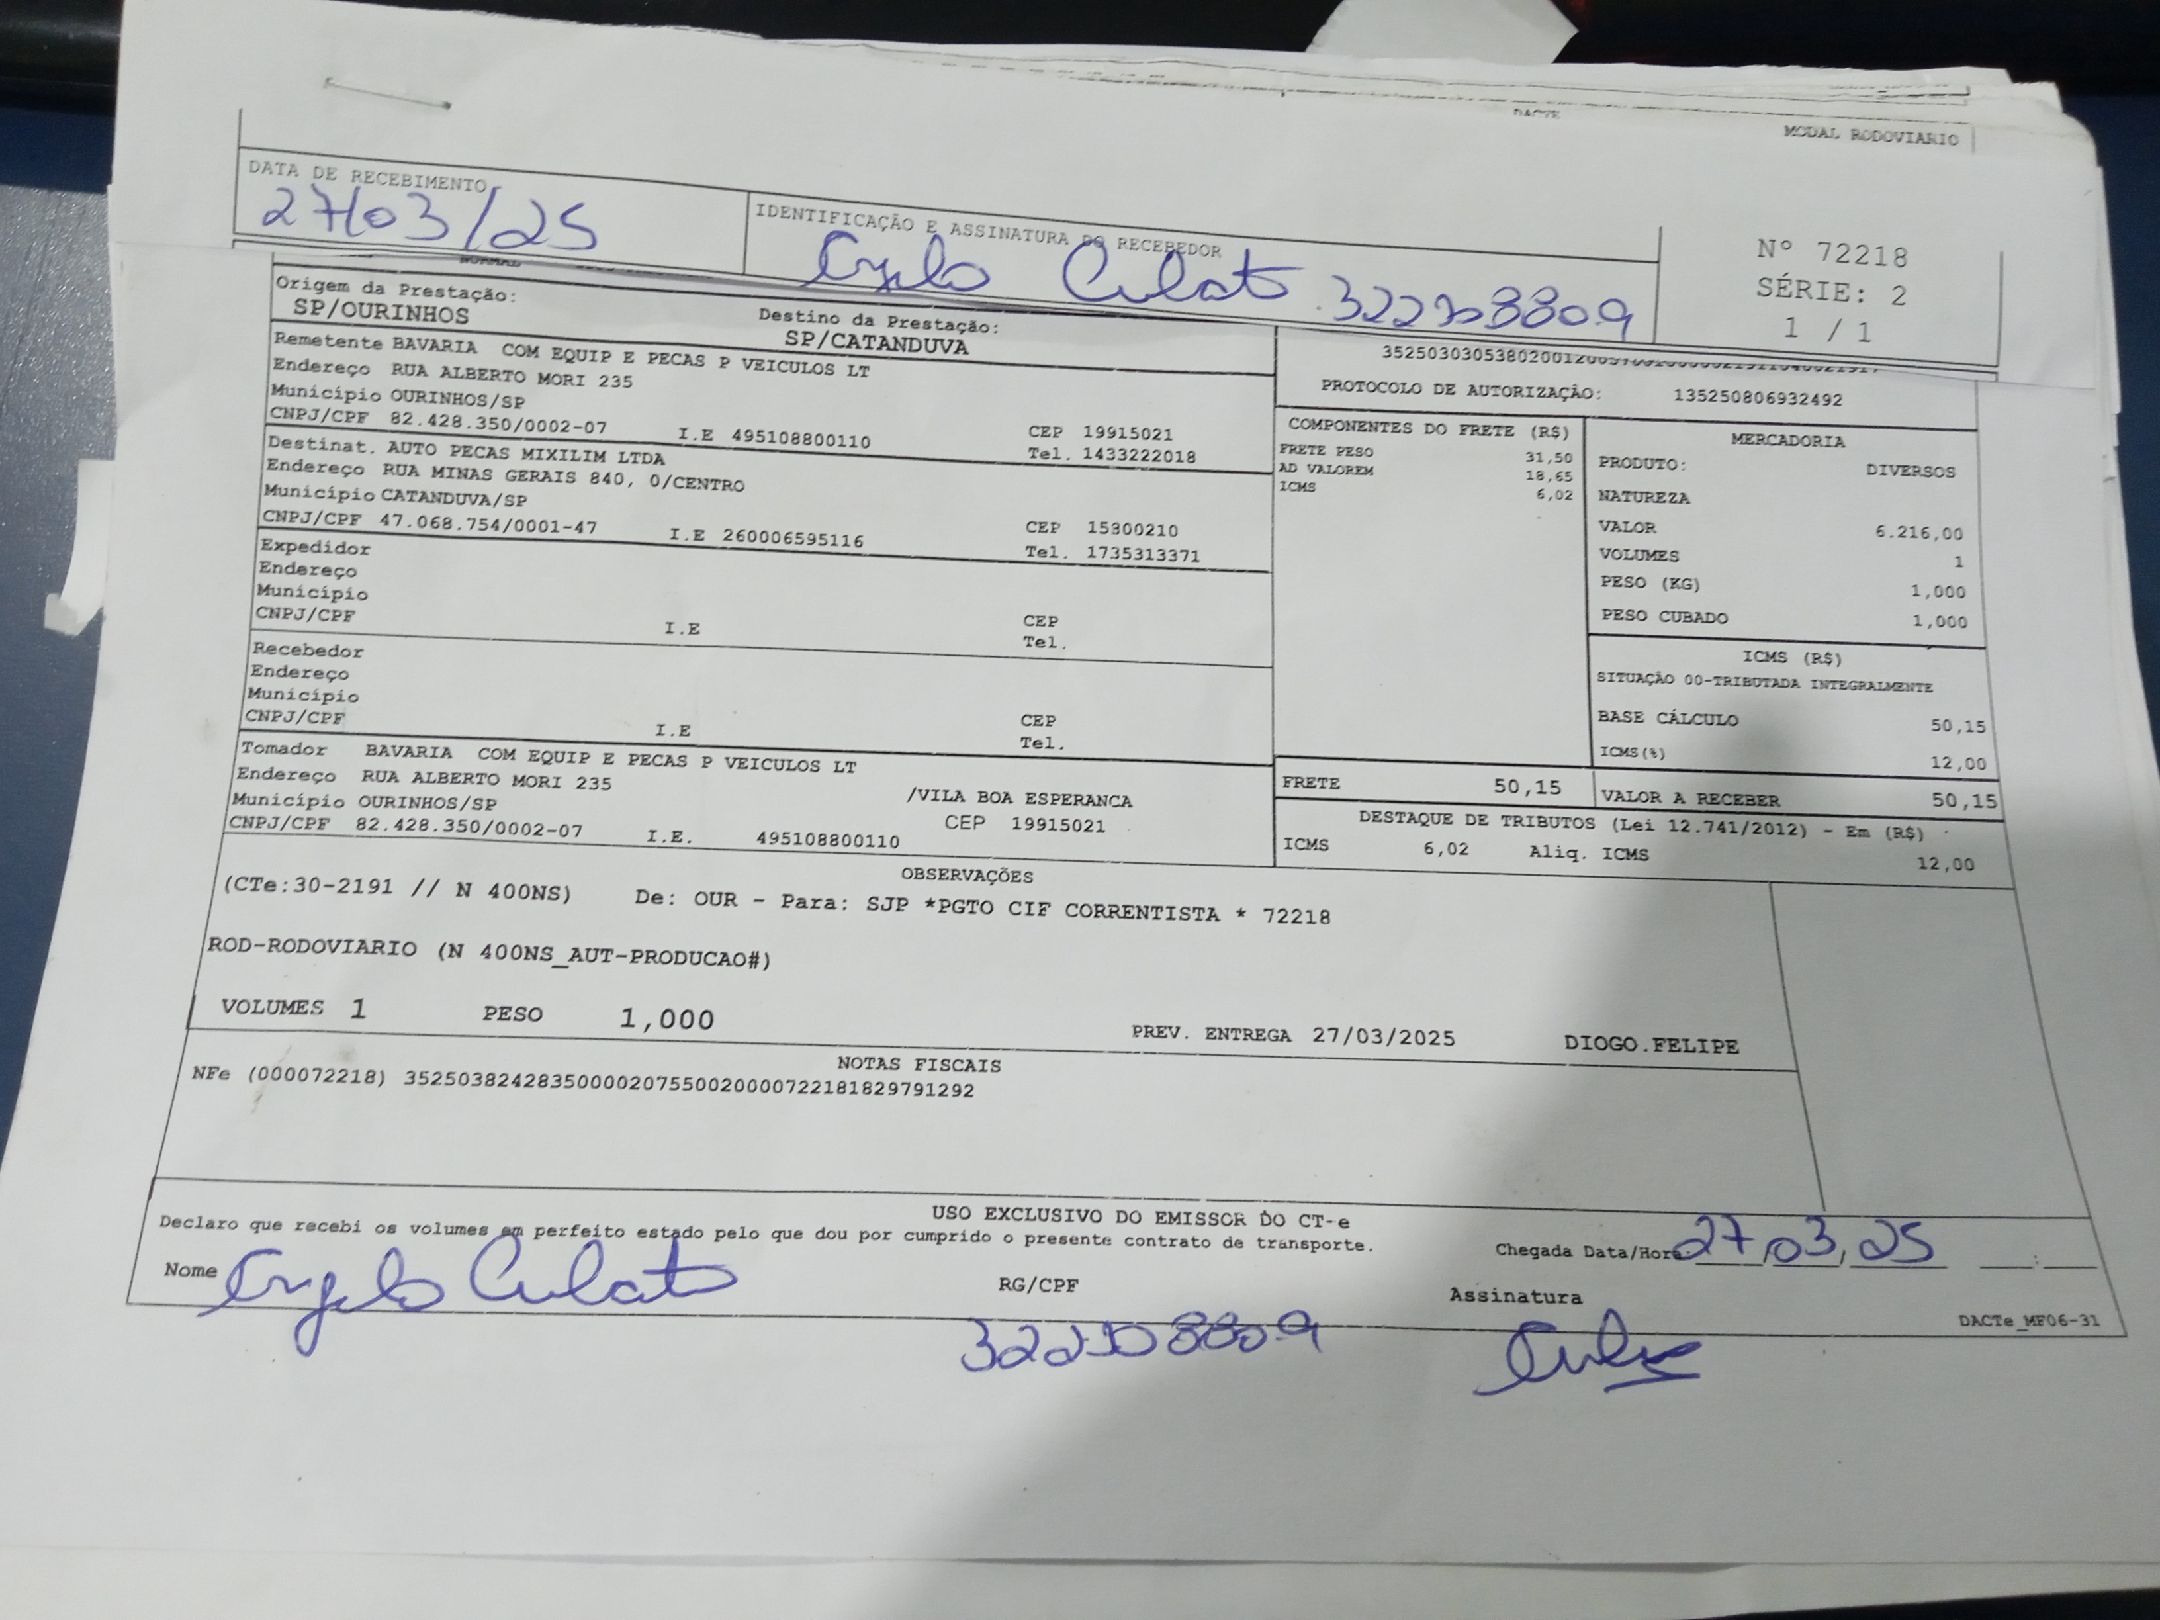 DACTE
MODAL RODOVIARIO
DATA DE RECEBIMENTO
27/03/25
IDENTIFICAÇÃO E ASSINATURA DO RECEBEDOR
Nº 72218
SÉRIE: 2
1 / 1
Origem da Prestação:
SP/OURINHOS
Destino da Prestação:
SP/CATANDUVA
Remetente BAVARIA COM EQUIP E PECAS P VEICULOS LT
Endereço RUA ALBERTO MORI 235
Município OURINHOS/SP
CNPJ/CPF 82.428.350/0002-07 I.E 495108800110 CEP 19915021
Tel. 1433222018
Destinat. AUTO PECAS MIXILIM LTDA
Endereço RUA MINAS GERAIS 840, 0/CENTRO
Município CATANDUVA/SP
CNPJ/CPF 47.068.754/0001-47 I.E 260006595116 CEP 15800210
Tel. 1735313371
Expedidor
Endereço
Município
CNPJ/CPF I.E CEP
Tel.
Recebedor
Endereço
Município
CNPJ/CPF I.E CEP
Tel.
Tomador BAVARIA COM EQUIP E PECAS P VEICULOS LT
Endereço RUA ALBERTO MORI 235 /VILA BOA ESPERANCA
Município OURINHOS/SP CEP 19915021
CNPJ/CPF 82.428.350/0002-07 I.E. 495108800110
PROTOCOLO DE AUTORIZAÇÃO: 135250806932492
COMPONENTES DO FRETE (R$)
FRETE PESO 31,50
AD VALOREM 18,65
ICMS 6,02
MERCADORIA
PRODUTO: DIVERSOS
NATUREZA
VALOR 6.216,00
VOLUMES 1
PESO (KG) 1,000
PESO CUBADO 1,000
ICMS (R$)
SITUAÇÃO 00-TRIBUTADA INTEGRALMENTE
BASE CÁLCULO 50,15
ICMS(%) 12,00
FRETE 50,15 VALOR A RECEBER 50,15
DESTAQUE DE TRIBUTOS (Lei 12.741/2012) - Em (R$)
ICMS 6,02 Aliq. ICMS 12,00
OBSERVAÇÕES
(CTe:30-2191 // N 400NS) De: OUR - Para: SJP *PGTO CIF CORRENTISTA * 72218
ROD-RODOVIARIO (N 400NS_AUT-PRODUCAO#)
VOLUMES 1 PESO 1,000 PREV. ENTREGA 27/03/2025 DIOGO.FELIPE
NOTAS FISCAIS
NFe (000072218) 35250382428350000207550020000722181829791292
USO EXCLUSIVO DO EMISSOR DO CT-e
Declaro que recebi os volumes em perfeito estado pelo que dou por cumprido o presente contrato de transporte.
Chegada Data/Hora 27,03,25 __:__
Nome
RG/CPF
Assinatura
DACTe_MF06-31